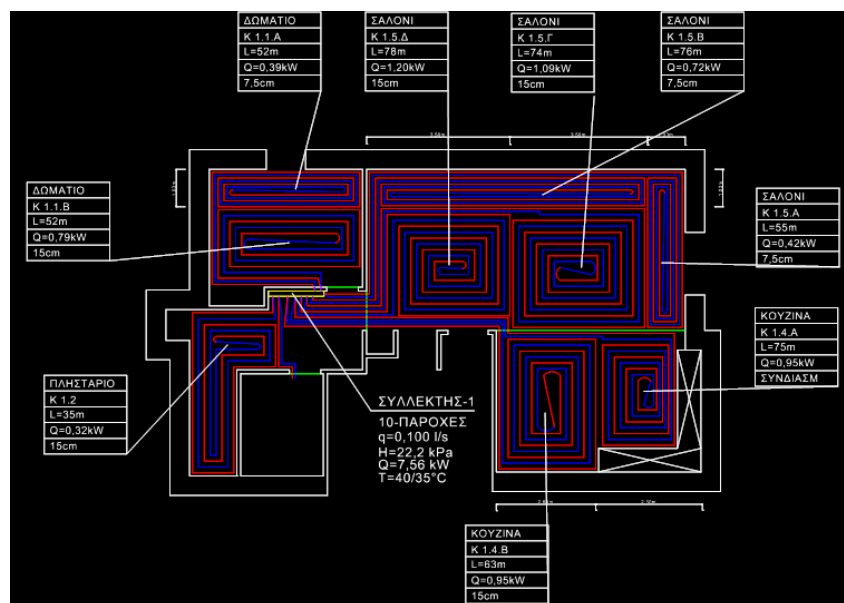 ΔΩΜΑΤΙΟ
Κ 1.1.Α
L=52m
Q=0,39kW
7,5cm
ΣΑΛΟΝΙ
Κ 1.5.Δ
L=78m
Q=1,20kW
15cm
ΣΑΛΟΝΙ
Κ 1.5.Γ
L=74m
Q=1,09kW
15cm
ΣΑΛΟΝΙ
Κ 1.5.Β
L=76m
Q=0,72kW
7,5cm
ΔΩΜΑΤΙΟ
Κ 1.1.Β
L=52m
Q=0,79kW
15cm
ΣΑΛΟΝΙ
Κ 1.5.Α
L=55m
Q=0,42kW
7,5cm
ΚΟΥΖΙΝΑ
Κ 1.4.Α
L=75m
Q=0,95kW
ΣΥΝΔΙΑΣΜ
ΠΛΗΣΤΑΡΙΟ
Κ 1.2
L=35m
Q=0,32kW
15cm
ΣΥΛΛΕΚΤΗΣ-1
10-ΠΑΡΟΧΕΣ
q=0,100 l/s
H=22,2 kPa
Q=7,56 kW
T=40/35°C
ΚΟΥΖΙΝΑ
Κ 1.4.Β
L=63m
Q=0,95kW
15cm